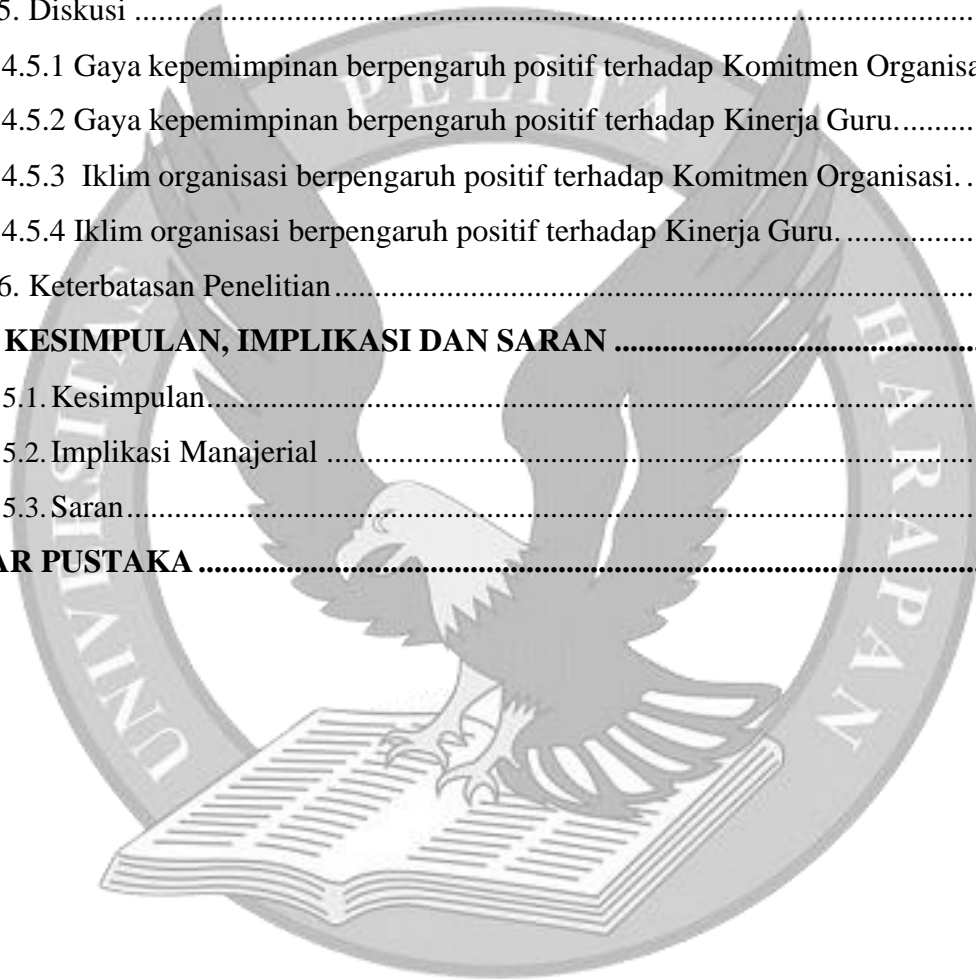 5. Diskusi ....................................................................................................
4.5.1 Gaya kepemimpinan berpengaruh positif terhadap Komitmen Organisa
4.5.2 Gaya kepemimpinan berpengaruh positif terhadap Kinerja Guru..........
4.5.3 Iklim organisasi berpengaruh positif terhadap Komitmen Organisasi. ..
4.5.4 Iklim organisasi berpengaruh positif terhadap Kinerja Guru. ................
6. Keterbatasan Penelitian ..............................................................................
KESIMPULAN, IMPLIKASI DAN SARAN ..............................................
5.1. Kesimpulan...............................................................................................
5.2. Implikasi Manajerial ................................................................................
5.3. Saran .........................................................................................................
AR PUSTAKA ................................................................................................
UNIVERSITAS PELITA HARAPAN